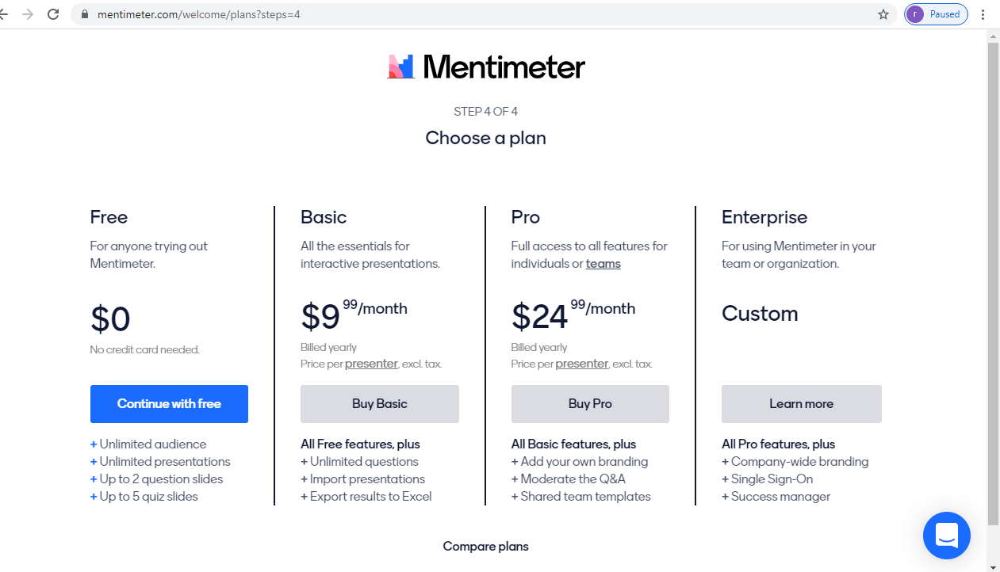 mentimeter.com/welcome/plans?steps=4
r
Paused
Mentimeter
STEP 4 OF 4
Choose a plan
Free
For anyone trying out
Mentimeter.
$0
No credit card needed.
Continue with free
+ Unlimited audience
+ Unlimited presentations
+ Up to 2 question slides
+ Up to 5 quiz slides
Basic
All the essentials for
interactive presentations.
$9 99/month
Billed yearly
Price per presenter, excl. tax.
Buy Basic
All Free features, plus
+ Unlimited questions
+ Import presentations
+ Export results to Excel
Pro
Full access to all features for
individuals or teams
$24 99/month
Billed yearly
Price per presenter, excl. tax.
Buy Pro
All Basic features, plus
+ Add your own branding
+ Moderate the Q&A
+ Shared team templates
Enterprise
For using Mentimeter in your
team or organization.
Custom
Learn more
All Pro features, plus
+ Company-wide branding
+ Single Sign-On
+ Success manager
Compare plans